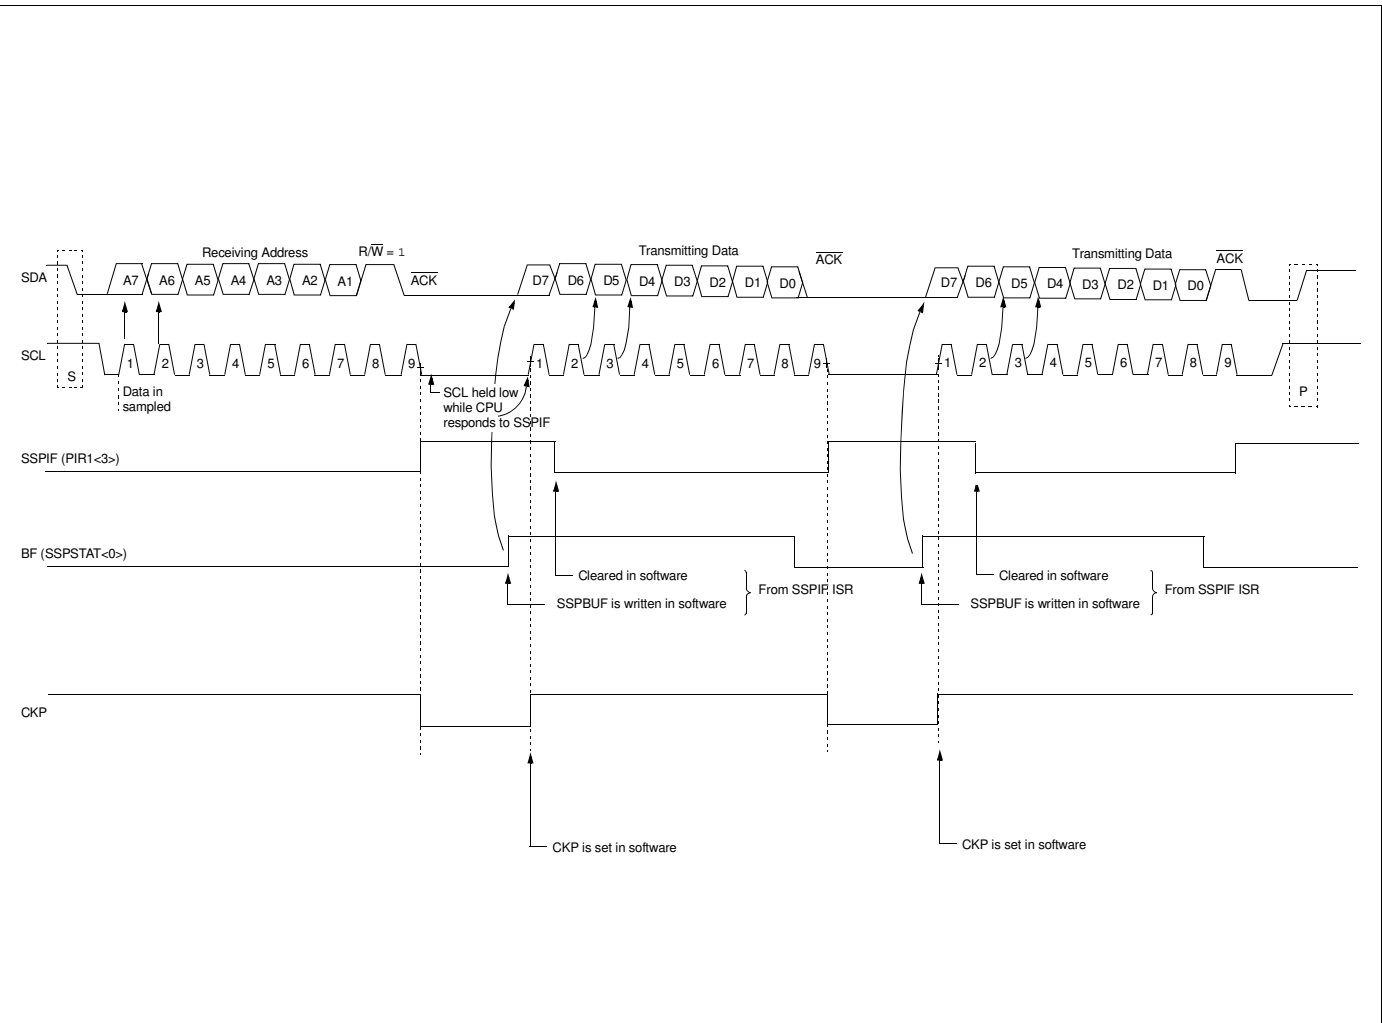 Receiving Address R/W = 1
Transmitting Data
ACK
Transmitting Data
ACK
SDA A7 A6 A5 A4 A3 A2 A1 ACK D7 D6 D5 D4 D3 D2 D1 D0 D7 D6 D5 D4 D3 D2 D1 D0
SCL 1 2 3 4 5 6 7 8 9 1 2 3 4 5 6 7 8 9 1 2 3 4 5 6 7 8 9
S
P
Data in
sampled
SCL held low
while CPU
responds to SSPIF
SSPIF (PIR1<3>)
BF (SSPSTAT<0>)
Cleared in software
SSPBUF is written in software
From SSPIF ISR
Cleared in software
SSPBUF is written in software
From SSPIF ISR
CKP
CKP is set in software
CKP is set in software